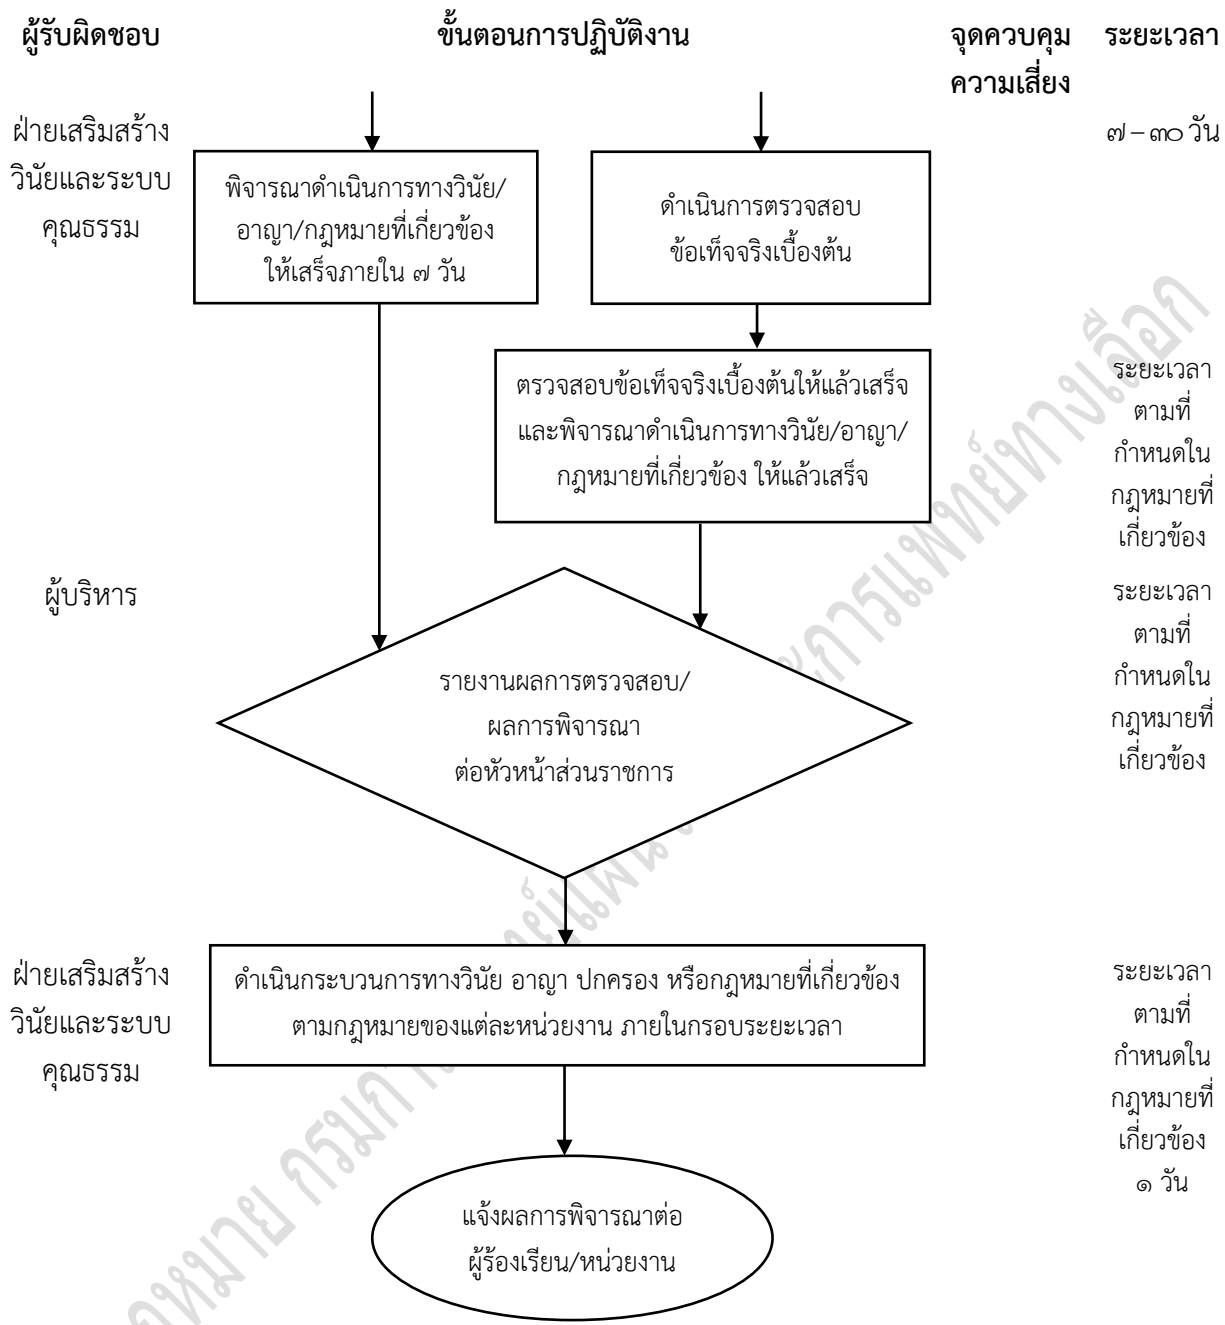 ผู้รับผิดชอบ
ขั้นตอนการปฏิบัติงาน
จุดควบคุม
ความเสี่ยง
ระยะเวลา
ฝ่ายเสริมสร้าง
วินัยและระบบ
คุณธรรม
พิจารณาดำเนินการทางวินัย/
อาญา/กฎหมายที่เกี่ยวข้อง
ให้เสร็จภายใน ๗ วัน
ดำเนินการตรวจสอบ
ข้อเท็จจริงเบื้องต้น
๗ – ๓๐ วัน
ตรวจสอบข้อเท็จจริงเบื้องต้นให้แล้วเสร็จ
และพิจารณาดำเนินการทางวินัย/อาญา/
กฎหมายที่เกี่ยวข้อง ให้แล้วเสร็จ
ระยะเวลา
ตามที่
กำหนดใน
กฎหมายที่
เกี่ยวข้อง
ผู้บริหาร
รายงานผลการตรวจสอบ/
ผลการพิจารณา
ต่อหัวหน้าส่วนราชการ
ระยะเวลา
ตามที่
กำหนดใน
กฎหมายที่
เกี่ยวข้อง
ฝ่ายเสริมสร้าง
วินัยและระบบ
คุณธรรม
ดำเนินกระบวนการทางวินัย อาญา ปกครอง หรือกฎหมายที่เกี่ยวข้อง
ตามกฎหมายของแต่ละหน่วยงาน ภายในกรอบระยะเวลา
ระยะเวลา
ตามที่
กำหนดใน
กฎหมายที่
เกี่ยวข้อง
๑ วัน
แจ้งผลการพิจารณาต่อ
ผู้ร้องเรียน/หน่วยงาน